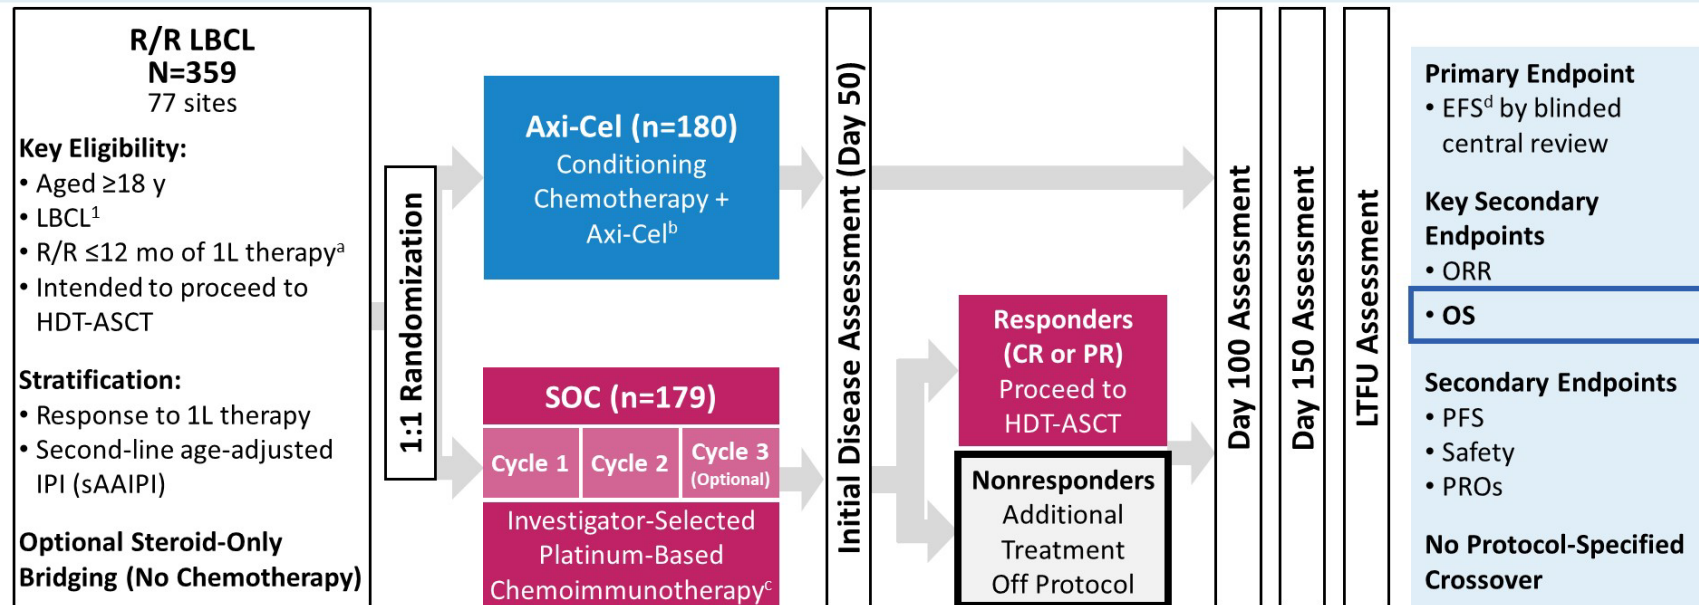 R/R LBCL
N=359
77 sites
Key Eligibility:
• Aged ≥18 y
• LBCL¹
• R/R ≤12 mo of 1L therapyᵃ
• Intended to proceed to
HDT-ASCT
Stratification:
• Response to 1L therapy
• Second-line age-adjusted
IPI (sAAIPI)
Optional Steroid-Only
Bridging (No Chemotherapy)
1:1 Randomization
Axi-Cel (n=180)
Conditioning
Chemotherapy +
Axi-Celᵇ
SOC (n=179)
Cycle 1
Cycle 2
Cycle 3
(Optional)
Investigator-Selected
Platinum-Based
Chemoimmunotherapyᶜ
Initial Disease Assessment (Day 50)
Responders
(CR or PR)
Proceed to
HDT-ASCT
Nonresponders
Additional
Treatment
Off Protocol
Day 100 Assessment
Day 150 Assessment
LTFU Assessment
Primary Endpoint
• EFSᵈ by blinded
central review
Key Secondary
Endpoints
• ORR
• OS
Secondary Endpoints
• PFS
• Safety
• PROs
No Protocol-Specified
Crossover